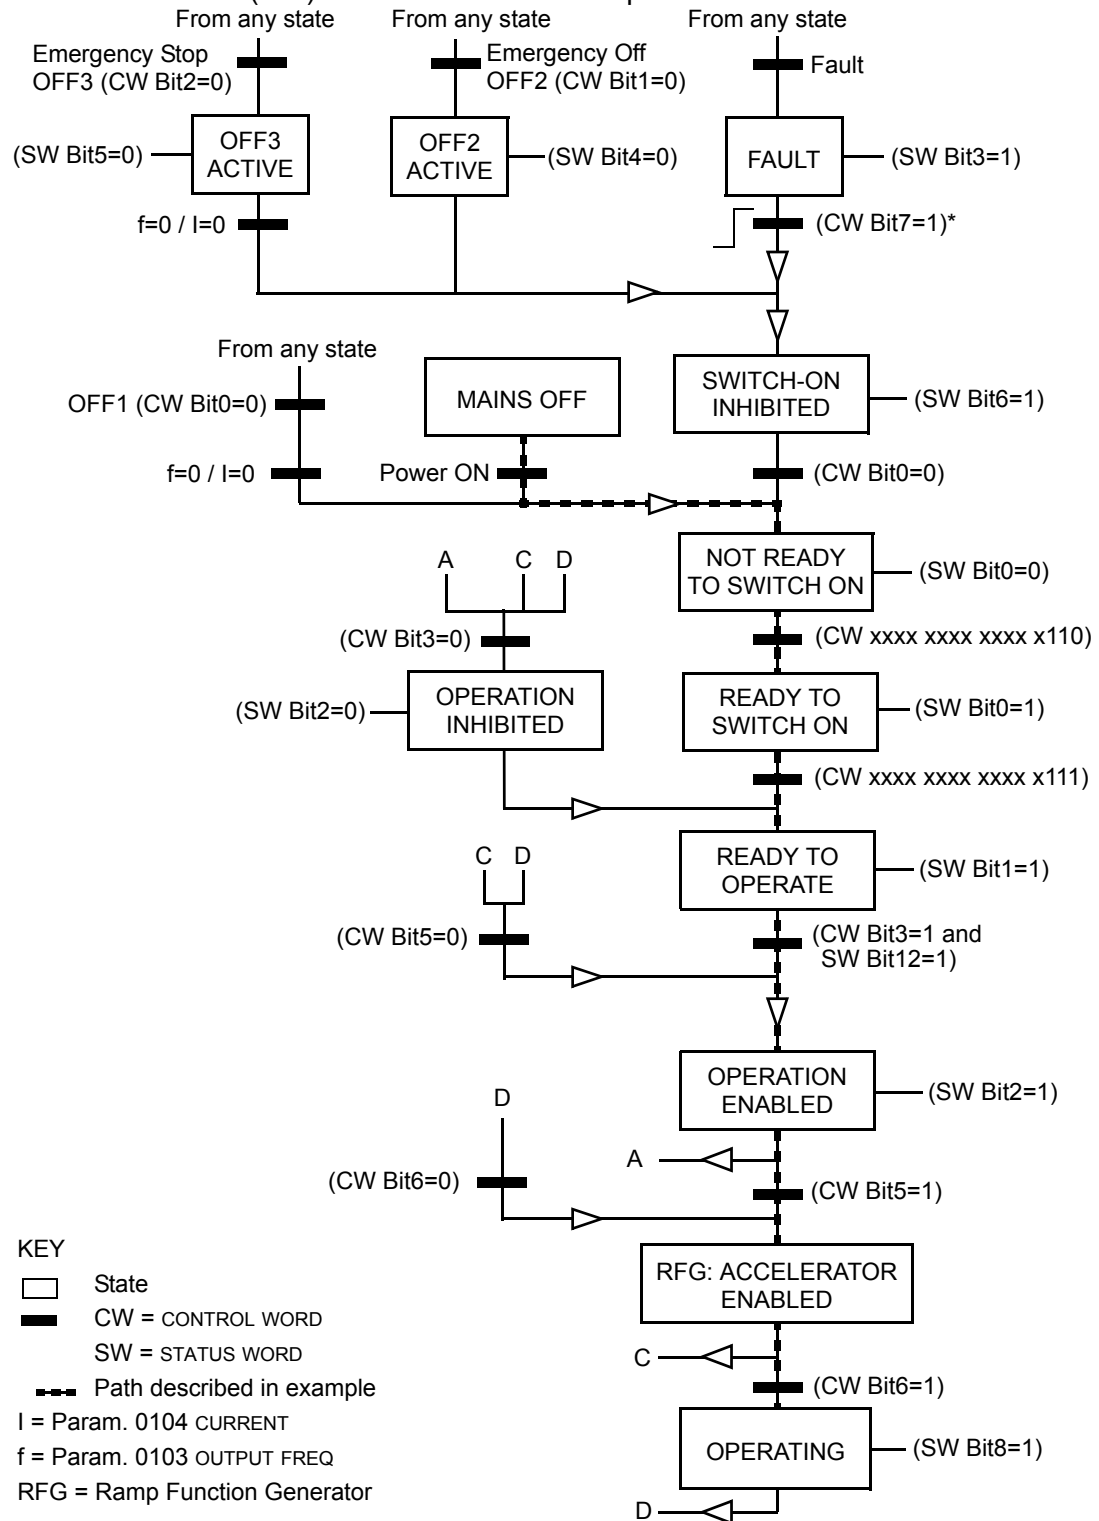 From any state
From any state
From any state
Emergency Stop
OFF3 (CW Bit2=0)
Emergency Off
OFF2 (CW Bit1=0)
Fault
(SW Bit5=0)
OFF3
ACTIVE
OFF2
ACTIVE
(SW Bit4=0)
FAULT
(SW Bit3=1)
f=0 / I=0
(CW Bit7=1)*
From any state
OFF1 (CW Bit0=0)
MAINS OFF
SWITCH-ON
INHIBITED
(SW Bit6=1)
f=0 / I=0
Power ON
(CW Bit0=0)
A
C
D
NOT READY
TO SWITCH ON
(SW Bit0=0)
(CW Bit3=0)
(CW xxxx xxxx xxxx x110)
(SW Bit2=0)
OPERATION
INHIBITED
READY TO
SWITCH ON
(SW Bit0=1)
(CW xxxx xxxx xxxx x111)
C
D
READY TO
OPERATE
(SW Bit1=1)
(CW Bit5=0)
(CW Bit3=1 and
SW Bit12=1)
OPERATION
ENABLED
(SW Bit2=1)
D
A
(CW Bit6=0)
(CW Bit5=1)
RFG: ACCELERATOR
ENABLED
C
(CW Bit6=1)
OPERATING
(SW Bit8=1)
D
KEY
State
CW = CONTROL WORD
SW = STATUS WORD
Path described in example
I = Param. 0104 CURRENT
f = Param. 0103 OUTPUT FREQ
RFG = Ramp Function Generator